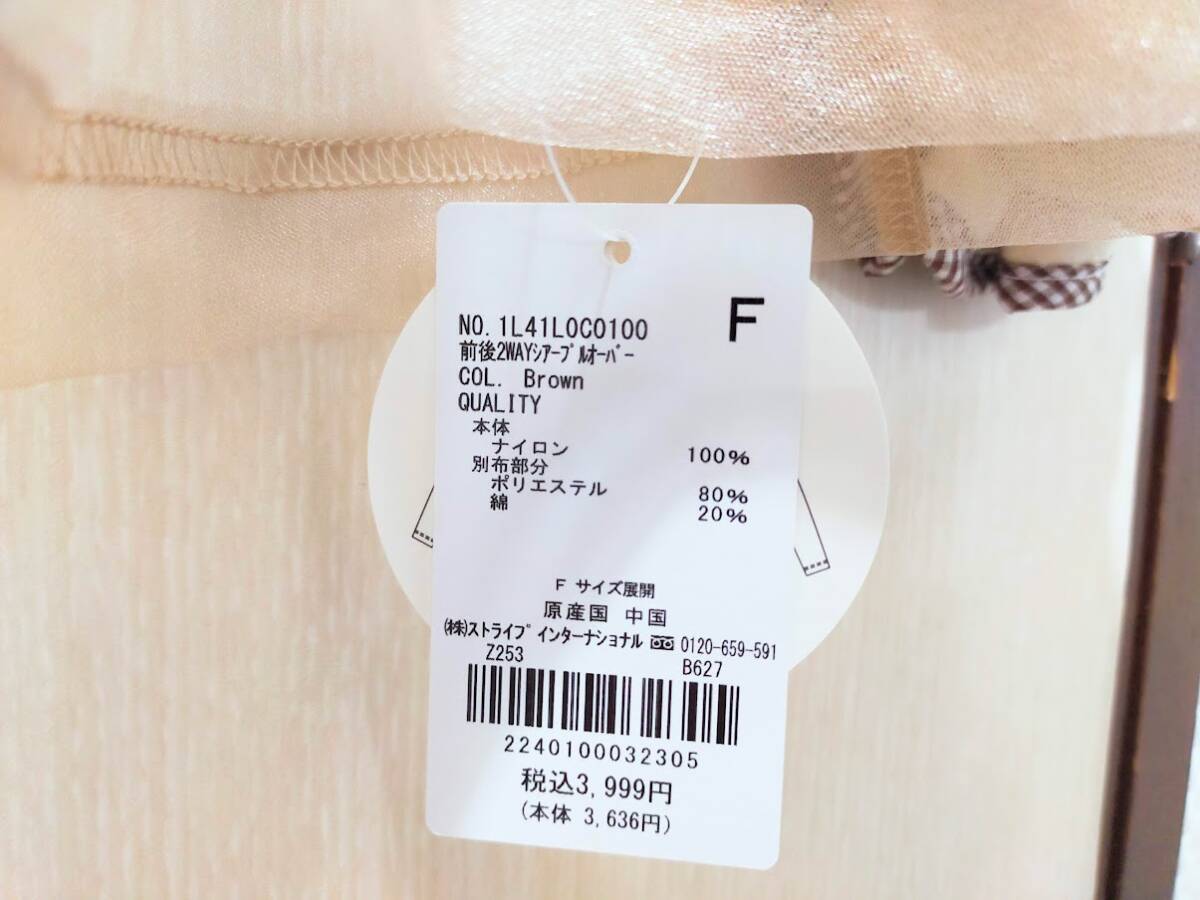 F
NO. 1L41L0C0100
前後2WAYｼｱｰﾌﾟﾙｵｰﾊﾞｰ
COL. Brown
QUALITY
本体
ナイロン 100%
別布部分
ポリエステル 80%
綿 20%
F サイズ展開
原産国 中国
㈱ストライプ インターナショナル 0120-659-591
Z253 B627
2240100032305
税込3,999円
(本体 3,636円)